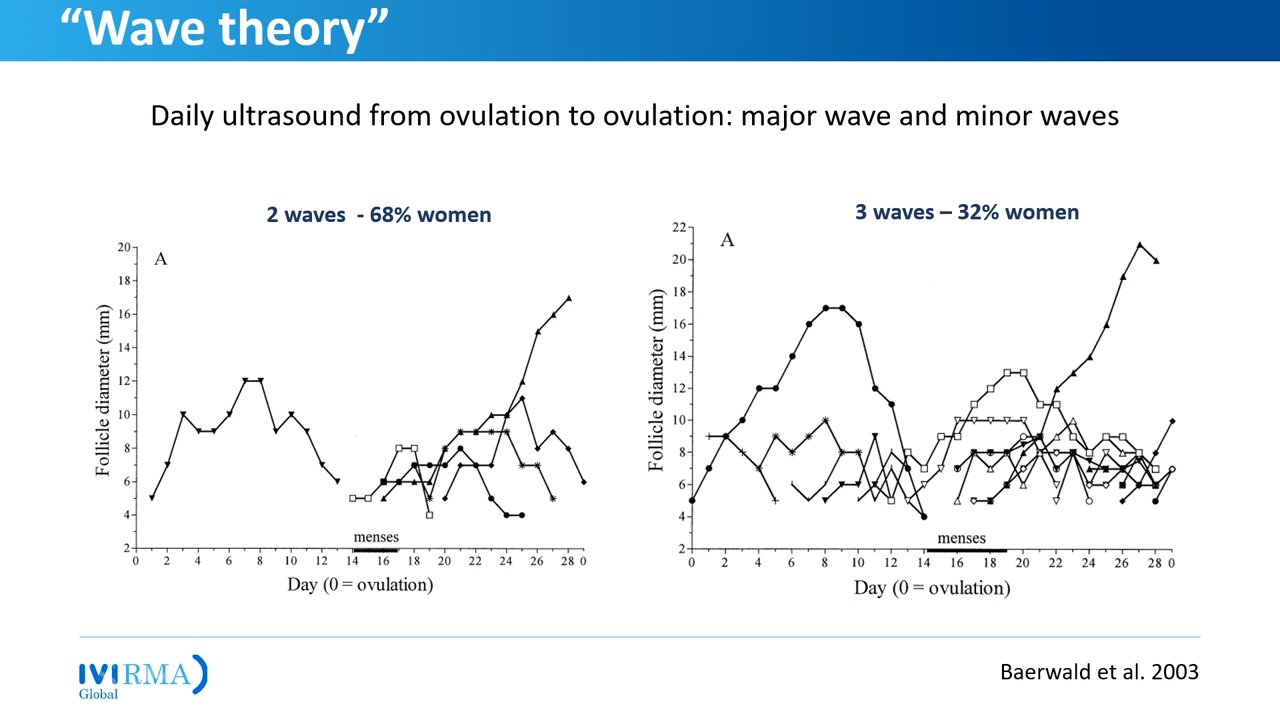 “Wave theory”
Daily ultrasound from ovulation to ovulation: major wave and minor waves
2 waves - 68% women
3 waves – 32% women
A
20
18
16
14
12
10
8
6
4
2
Follicle diameter (mm)
menses
0 2 4 6 8 10 12 14 16 18 20 22 24 26 28 0
Day (0 = ovulation)
A
22
20
18
16
14
12
10
8
6
4
2
Follicle diameter (mm)
menses
0 2 4 6 8 10 12 14 16 18 20 22 24 26 28 0
Day (0 = ovulation)
IVIRMA
Global
Baerwald et al. 2003